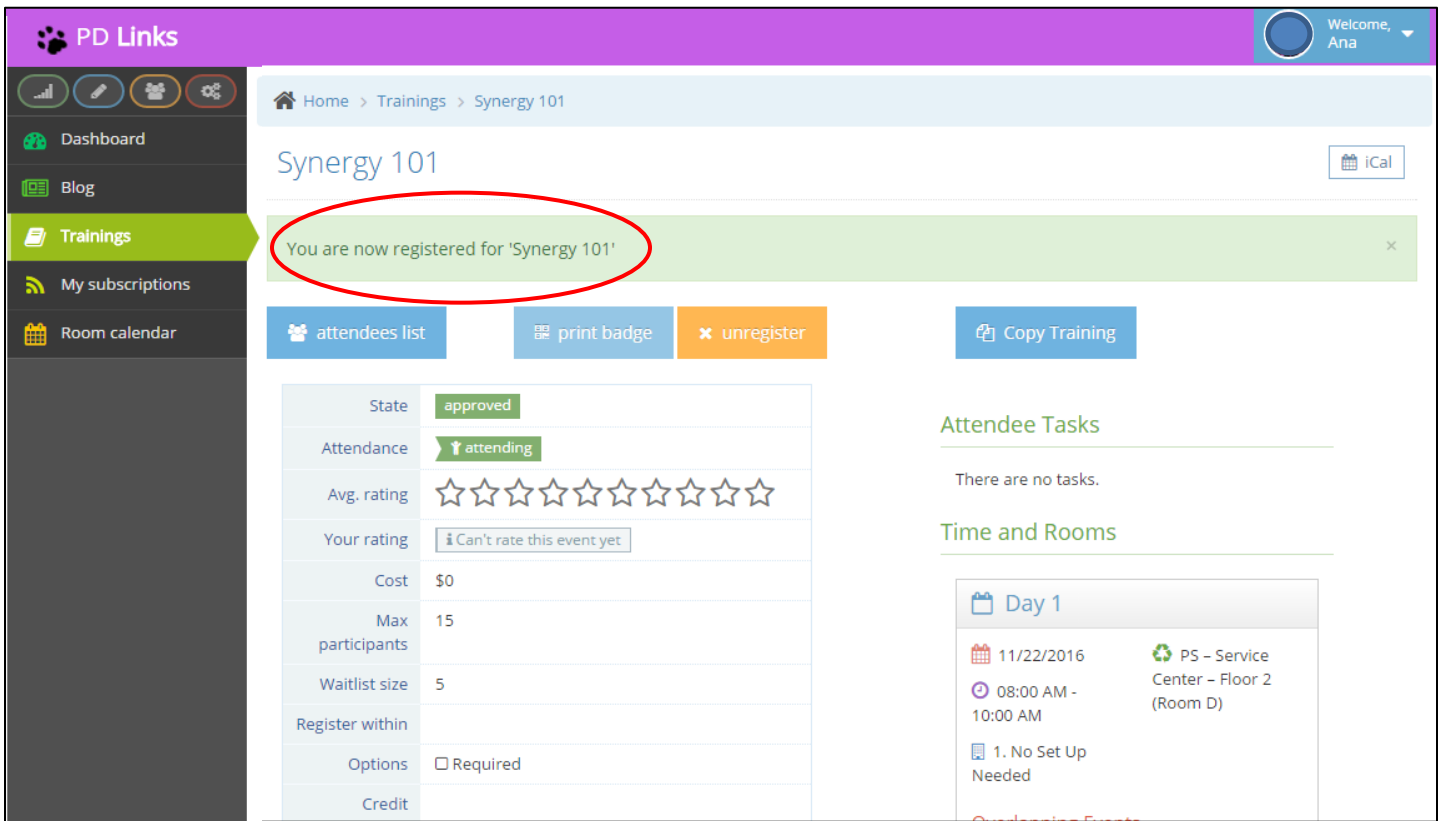 PD Links
Welcome,
Ana
Home > Trainings > Synergy 101
Dashboard
Blog
Trainings
My subscriptions
Room calendar
Synergy 101
iCal
You are now registered for 'Synergy 101'
×
attendees list
print badge
× unregister
Copy Training
State approved
Attendance attending
Avg. rating
Your rating i Can't rate this event yet
Cost $0
Max participants 15
Waitlist size 5
Register within
Options Required
Credit
Attendee Tasks
There are no tasks.
Time and Rooms
Day 1
11/22/2016
08:00 AM -
10:00 AM
1. No Set Up
Needed
PS – Service
Center – Floor 2
(Room D)
Overlapping Events